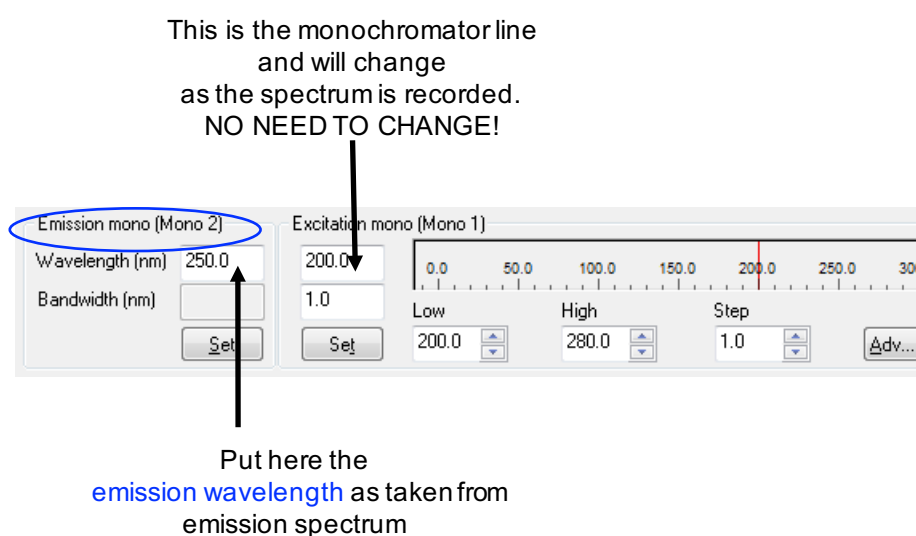 This is the monochromator line
and will change
as the spectrum is recorded.
NO NEED TO CHANGE!
Emission mono (Mono 2)
Wavelength (nm) 250.0
Bandwidth (nm)
Set
Excitation mono (Mono 1)
200.0
1.0
Set
0.0 50.0 100.0 150.0 200.0 250.0 30
Low High Step
200.0 280.0 1.0 Adv...
Put here the
emission wavelength as taken from
emission spectrum